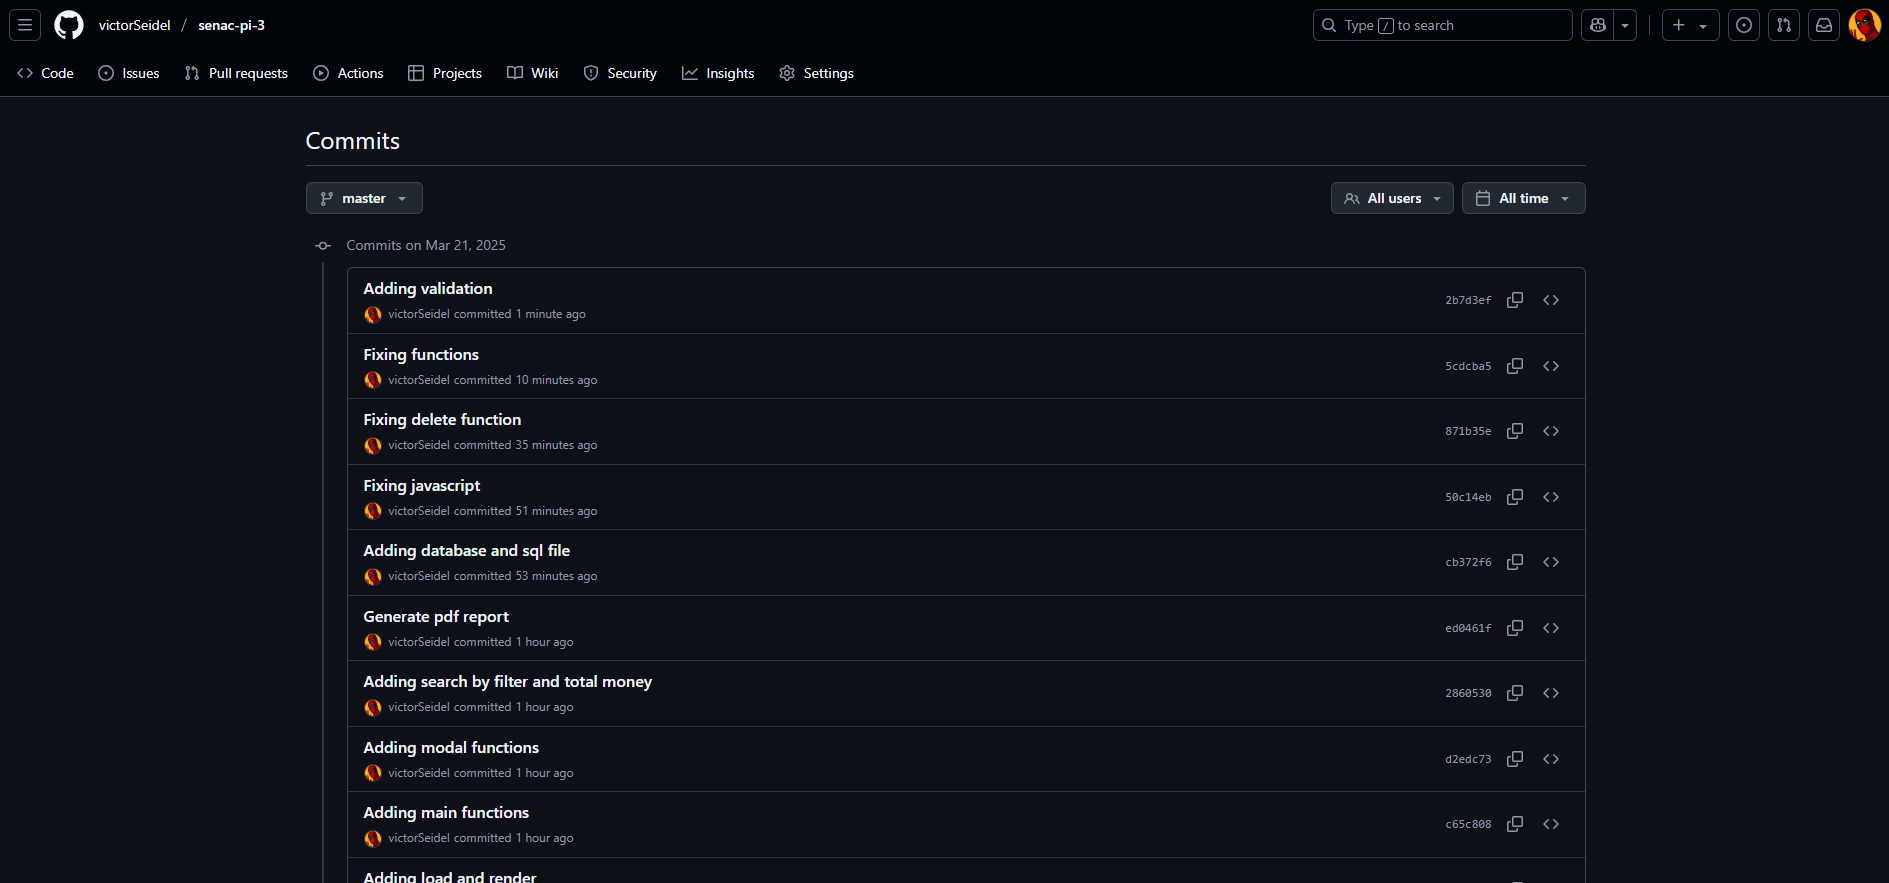 victorSeidel / senac-pi-3
Type / to search
Code
Issues
Pull requests
Actions
Projects
Wiki
Security
Insights
Settings
Commits
master
All users
All time
Commits on Mar 21, 2025
Adding validation
victorSeidel committed 1 minute ago
2b7d3ef
Fixing functions
victorSeidel committed 10 minutes ago
5cdcba5
Fixing delete function
victorSeidel committed 35 minutes ago
871b35e
Fixing javascript
victorSeidel committed 51 minutes ago
50c14eb
Adding database and sql file
victorSeidel committed 53 minutes ago
cb372f6
Generate pdf report
victorSeidel committed 1 hour ago
ed0461f
Adding search by filter and total money
victorSeidel committed 1 hour ago
2860530
Adding modal functions
victorSeidel committed 1 hour ago
d2edc73
Adding main functions
victorSeidel committed 1 hour ago
c65c808
Adding load and render